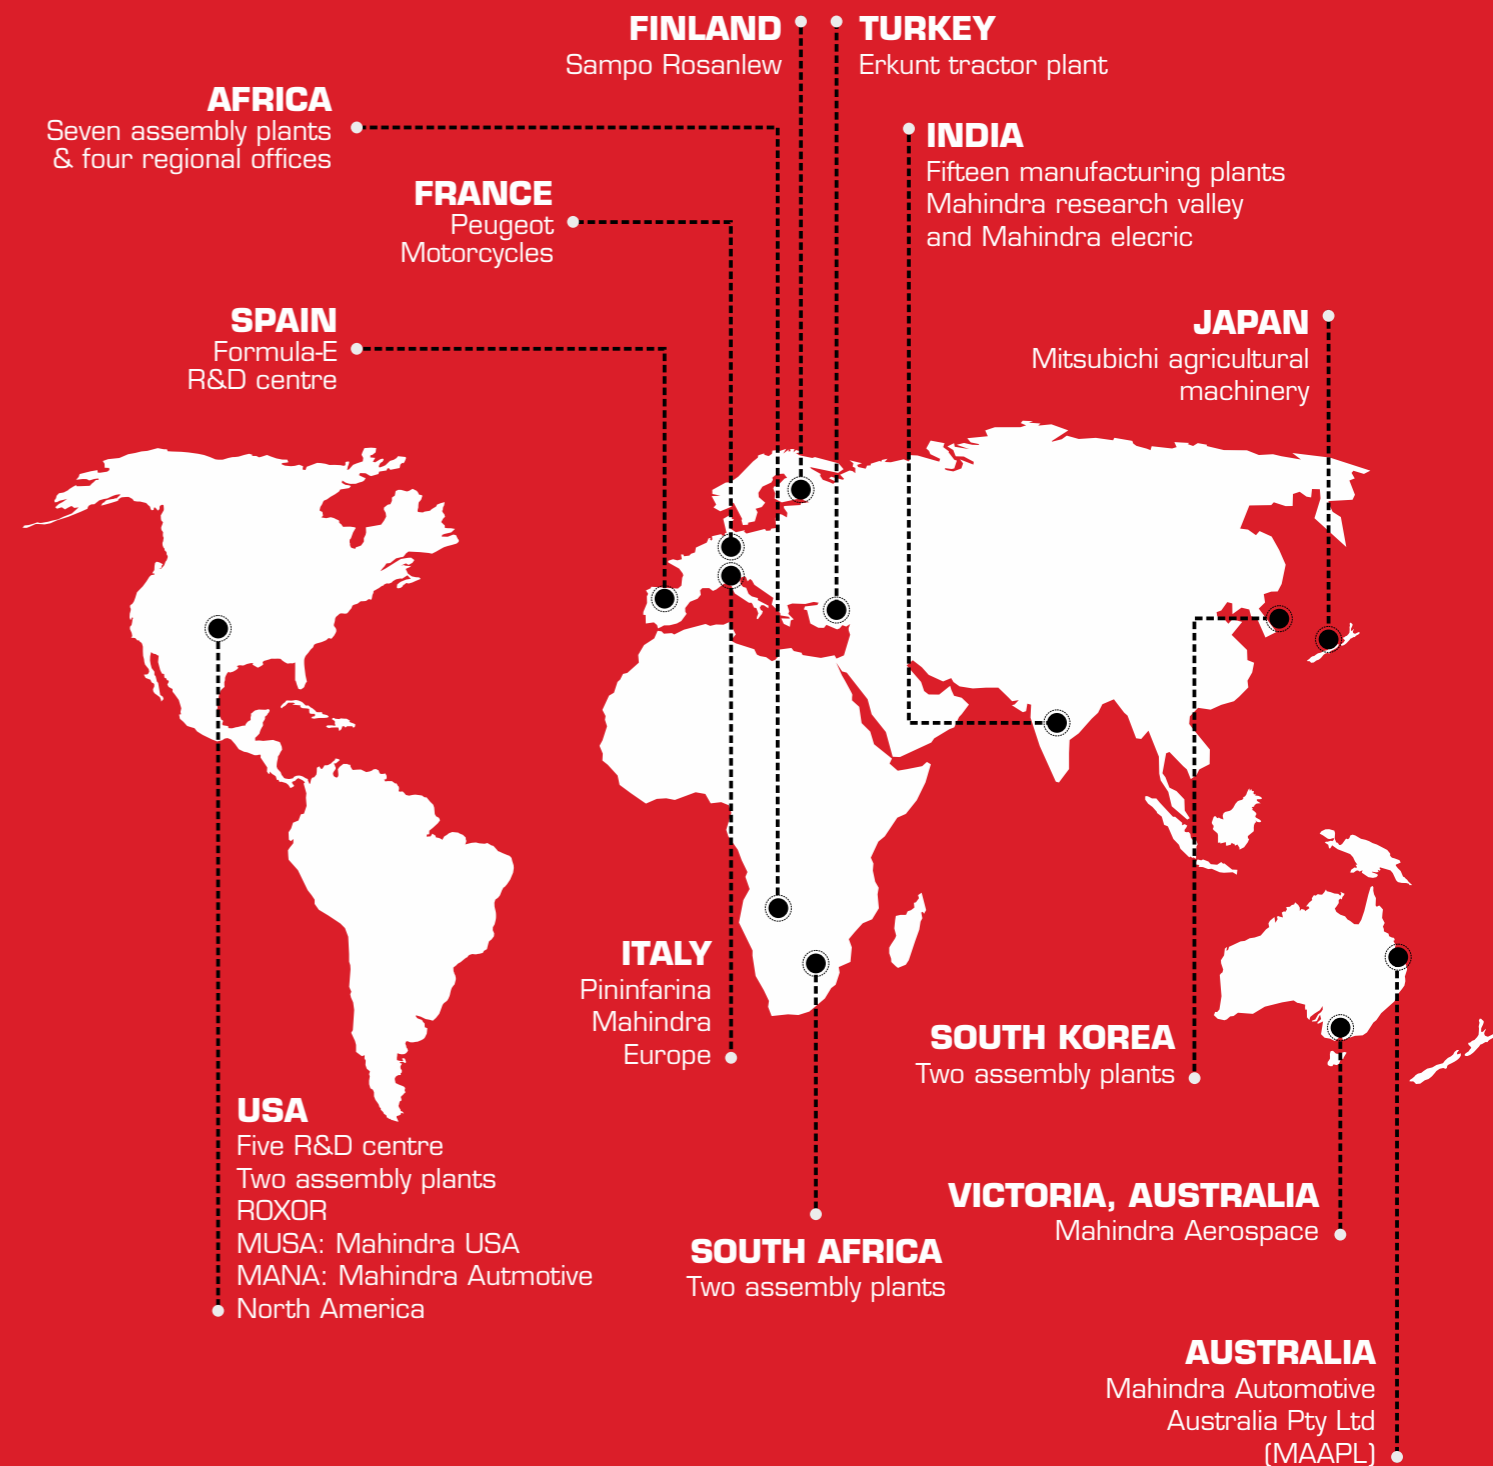 FINLAND
Sampo Rosanlew
TURKEY
Erkunt tractor plant
AFRICA
Seven assembly plants
& four regional offices
INDIA
Fifteen manufacturing plants
Mahindra research valley
and Mahindra elecric
FRANCE
Peugeot
Motorcycles
SPAIN
Formula-E
R&D centre
JAPAN
Mitsubichi agricultural
machinery
ITALY
Pininfarina
Mahindra
Europe
SOUTH KOREA
Two assembly plants
USA
Five R&D centre
Two assembly plants
ROXOR
MUSA: Mahindra USA
MANA: Mahindra Autmotive
North America
VICTORIA, AUSTRALIA
Mahindra Aerospace
SOUTH AFRICA
Two assembly plants
AUSTRALIA
Mahindra Automotive
Australia Pty Ltd
(MAAPL)